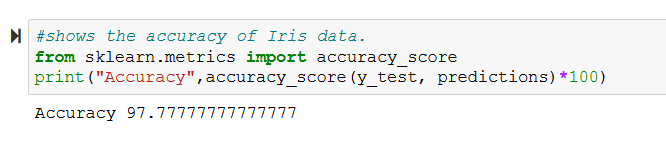 #shows the accuracy of Iris data.
from sklearn.metrics import accuracy_score
print("Accuracy",accuracy_score(y_test, predictions)*100)
Accuracy 97.77777777777777